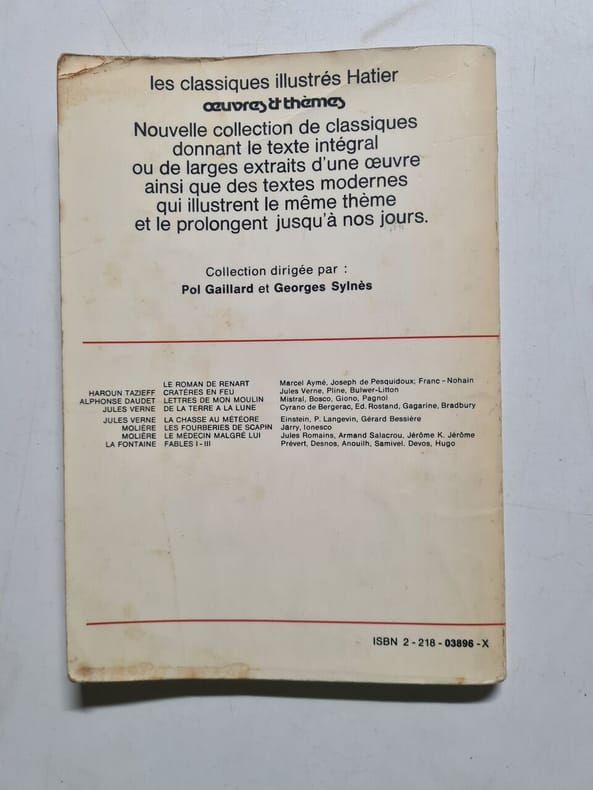 les classiques illustrés Hatier
œuvres & thèmes
Nouvelle collection de classiques
donnant le texte intégral
ou de larges extraits d'une œuvre
ainsi que des textes modernes
qui illustrent le même thème
et le prolongent jusqu'à nos jours.
Collection dirigée par :
Pol Gaillard et Georges Sylnès
LE ROMAN DE RENART Marcel Aymé, Joseph de Pesquidoux, Franc - Nohain
HAROUN TAZIEFF CRATÈRES EN FEU Jules Verne, Pline, Bulwer-Litton
ALPHONSE DAUDET LETTRES DE MON MOULIN Mistral, Bosco, Giono, Pagnol
JULES VERNE DE LA TERRE A LA LUNE Cyrano de Bergerac, Ed. Rostand, Gagarine, Bradbury
JULES VERNE LA CHASSE AU MÉTÉORE Einstein, P. Langevin, Gérard Bessière
MOLIÈRE LES FOURBERIES DE SCAPIN Jarry, Ionesco
MOLIÈRE LE MÉDECIN MALGRÉ LUI Jules Romains, Armand Salacrou, Jérôme K. Jérôme
LA FONTAINE FABLES I - III Prévert, Desnos, Anouilh, Samivel, Devos, Hugo
ISBN 2 - 218 - 03896 - X